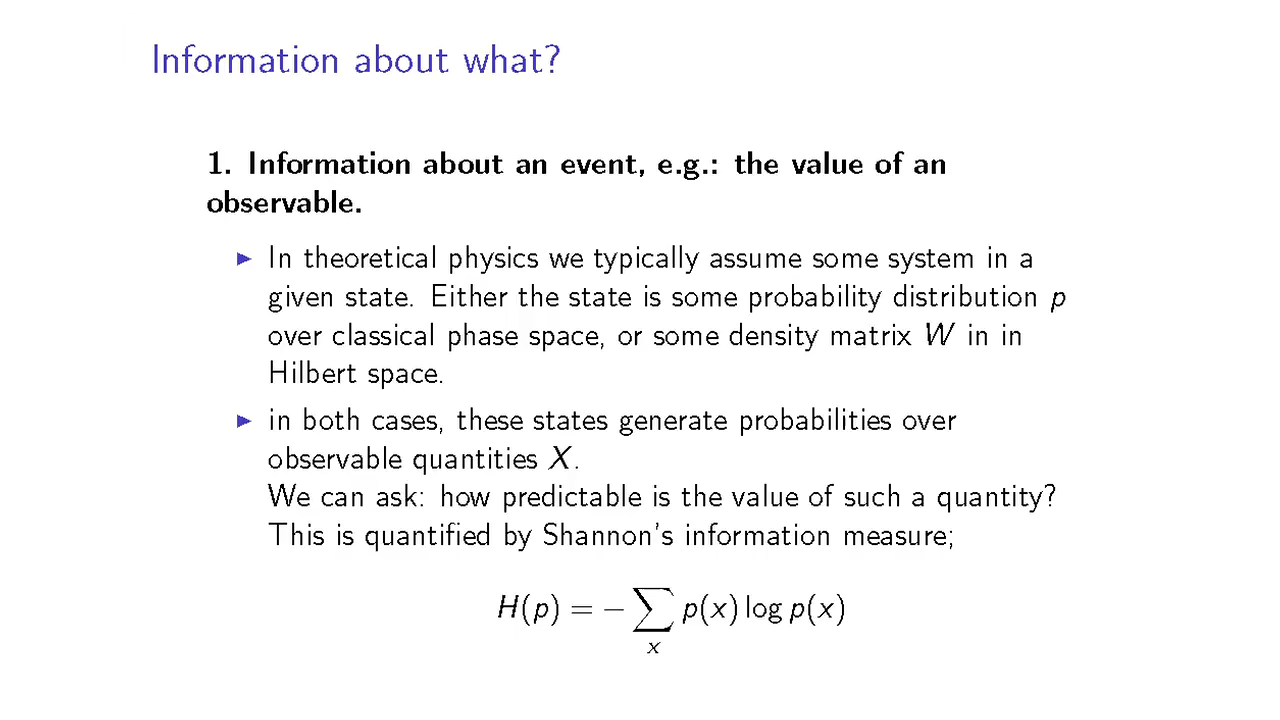 Information about what?
1. Information about an event, e.g.: the value of an
observable.
▶ In theoretical physics we typically assume some system in a
given state. Either the state is some probability distribution p
over classical phase space, or some density matrix W in in
Hilbert space.
▶ in both cases, these states generate probabilities over
observable quantities X.
We can ask: how predictable is the value of such a quantity?
This is quantified by Shannon's information measure;
H(p) = − ∑ p(x) log p(x)
x